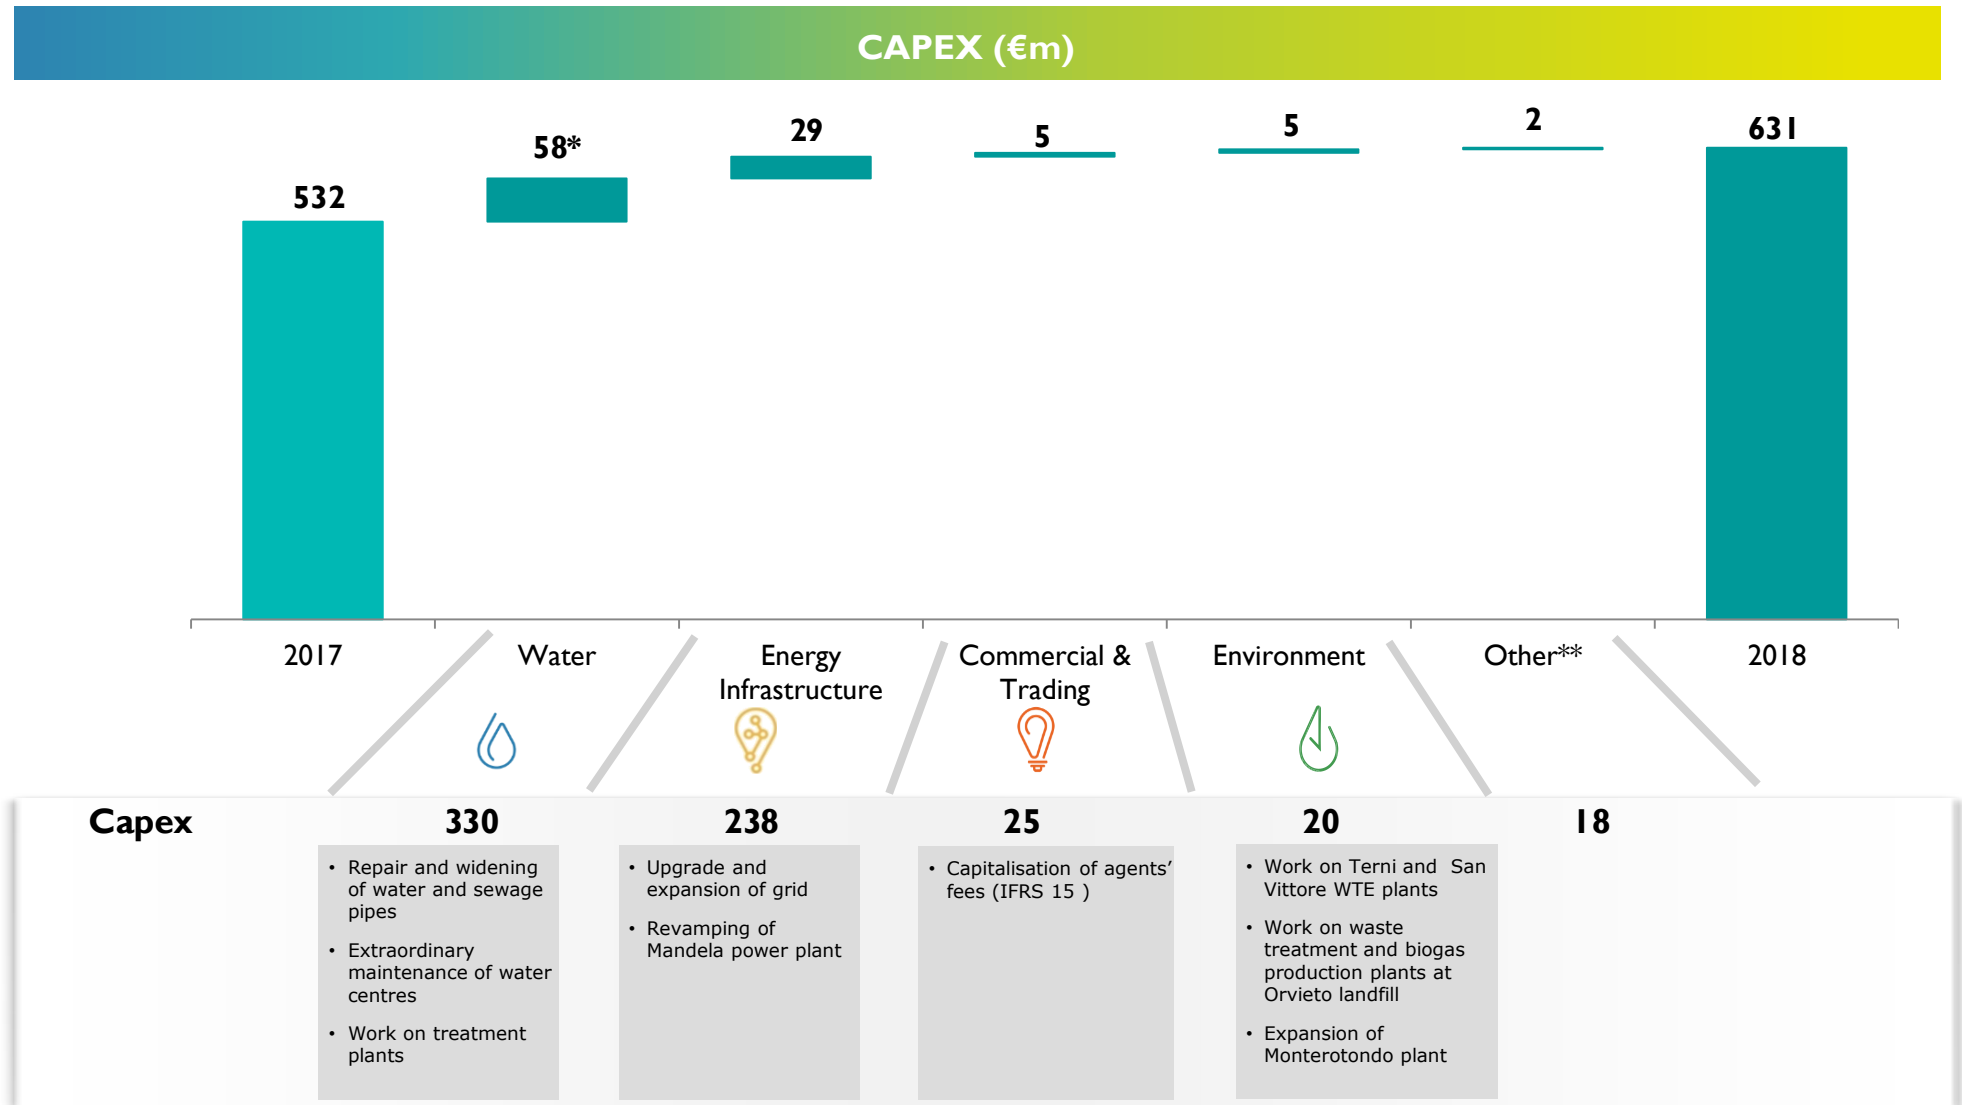 CAPEX (€m)
532
58*
29
5
5
2
631
2017
Water
Energy
Infrastructure
Commercial &
Trading
Environment
Other**
2018
Capex
330
238
25
20
18
• Repair and widening
of water and sewage
pipes
• Extraordinary
maintenance of water
centres
• Work on treatment
plants
• Upgrade and
expansion of grid
• Revamping of
Mandela power plant
• Capitalisation of agents’
fees (IFRS 15 )
• Work on Terni and San
Vittore WTE plants
• Work on waste
treatment and biogas
production plants at
Orvieto landfill
• Expansion of
Monterotondo plant